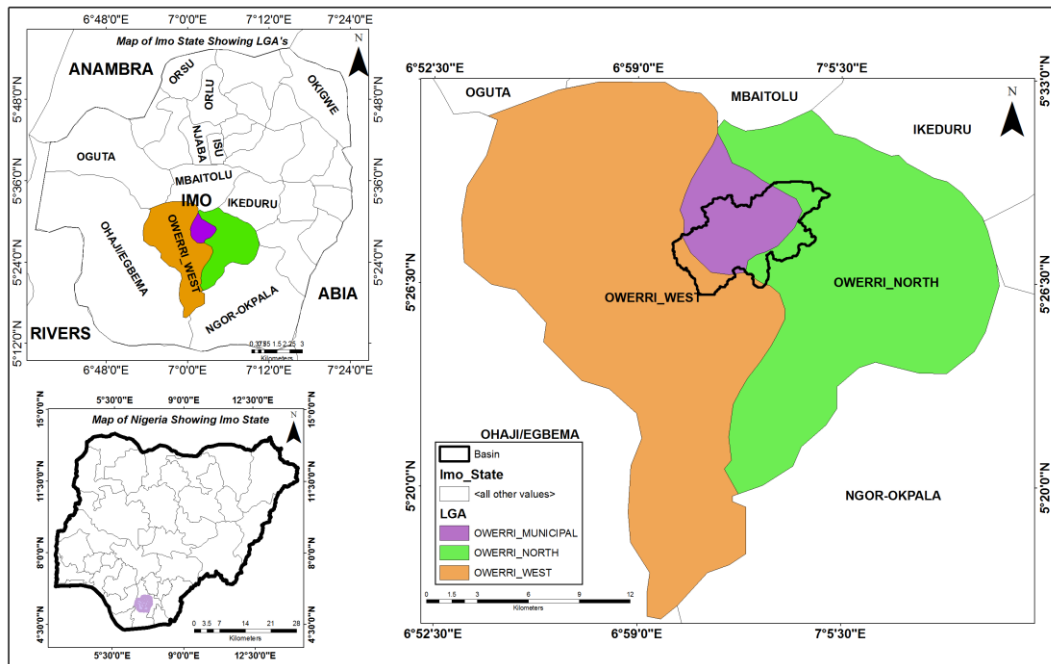 6°48'0"E 7°0'0"E 7°12'0"E 7°24'0"E
Map of Imo State Showing LGA's
N
ANAMBRA
ORSU
ORLU
OKIGWE
5°48'0"N
5°48'0"N
NJABA
ISU
OGUTA
MBAITOLU
5°36'0"N
5°36'0"N
IMO
IKEDURU
OWERRI_WEST
OHAJI/EGBEMA
5°24'0"N
5°24'0"N
ABIA
NGOR-OKPALA
RIVERS
5°12'0"N
Kilometers
6°48'0"E 7°0'0"E 7°12'0"E 7°24'0"E
5°30'0"E 9°0'0"E 12°30'0"E
15°0'0"N
15°0'0"N
Map of Nigeria Showing Imo State
N
11°30'0"N
11°30'0"N
8°0'0"N
8°0'0"N
4°30'0"N
4°30'0"N
0 3.5 7 14 21 28
Kilometers
5°30'0"E 9°0'0"E 12°30'0"E
6°52'30"E 6°59'0"E 7°5'30"E
5°33'0"N
OGUTA
MBAITOLU
N
IKEDURU
OWERRI_NORTH
OWERRI_WEST
5°26'30"N
5°26'30"N
OHAJI/EGBEMA
Basin
Imo_State
<all other values>
LGA
OWERRI_MUNICIPAL
OWERRI_NORTH
OWERRI_WEST
NGOR-OKPALA
5°20'0"N
5°20'0"N
0 1.5 3 6 9 12
Kilometers
6°52'30"E 6°59'0"E 7°5'30"E